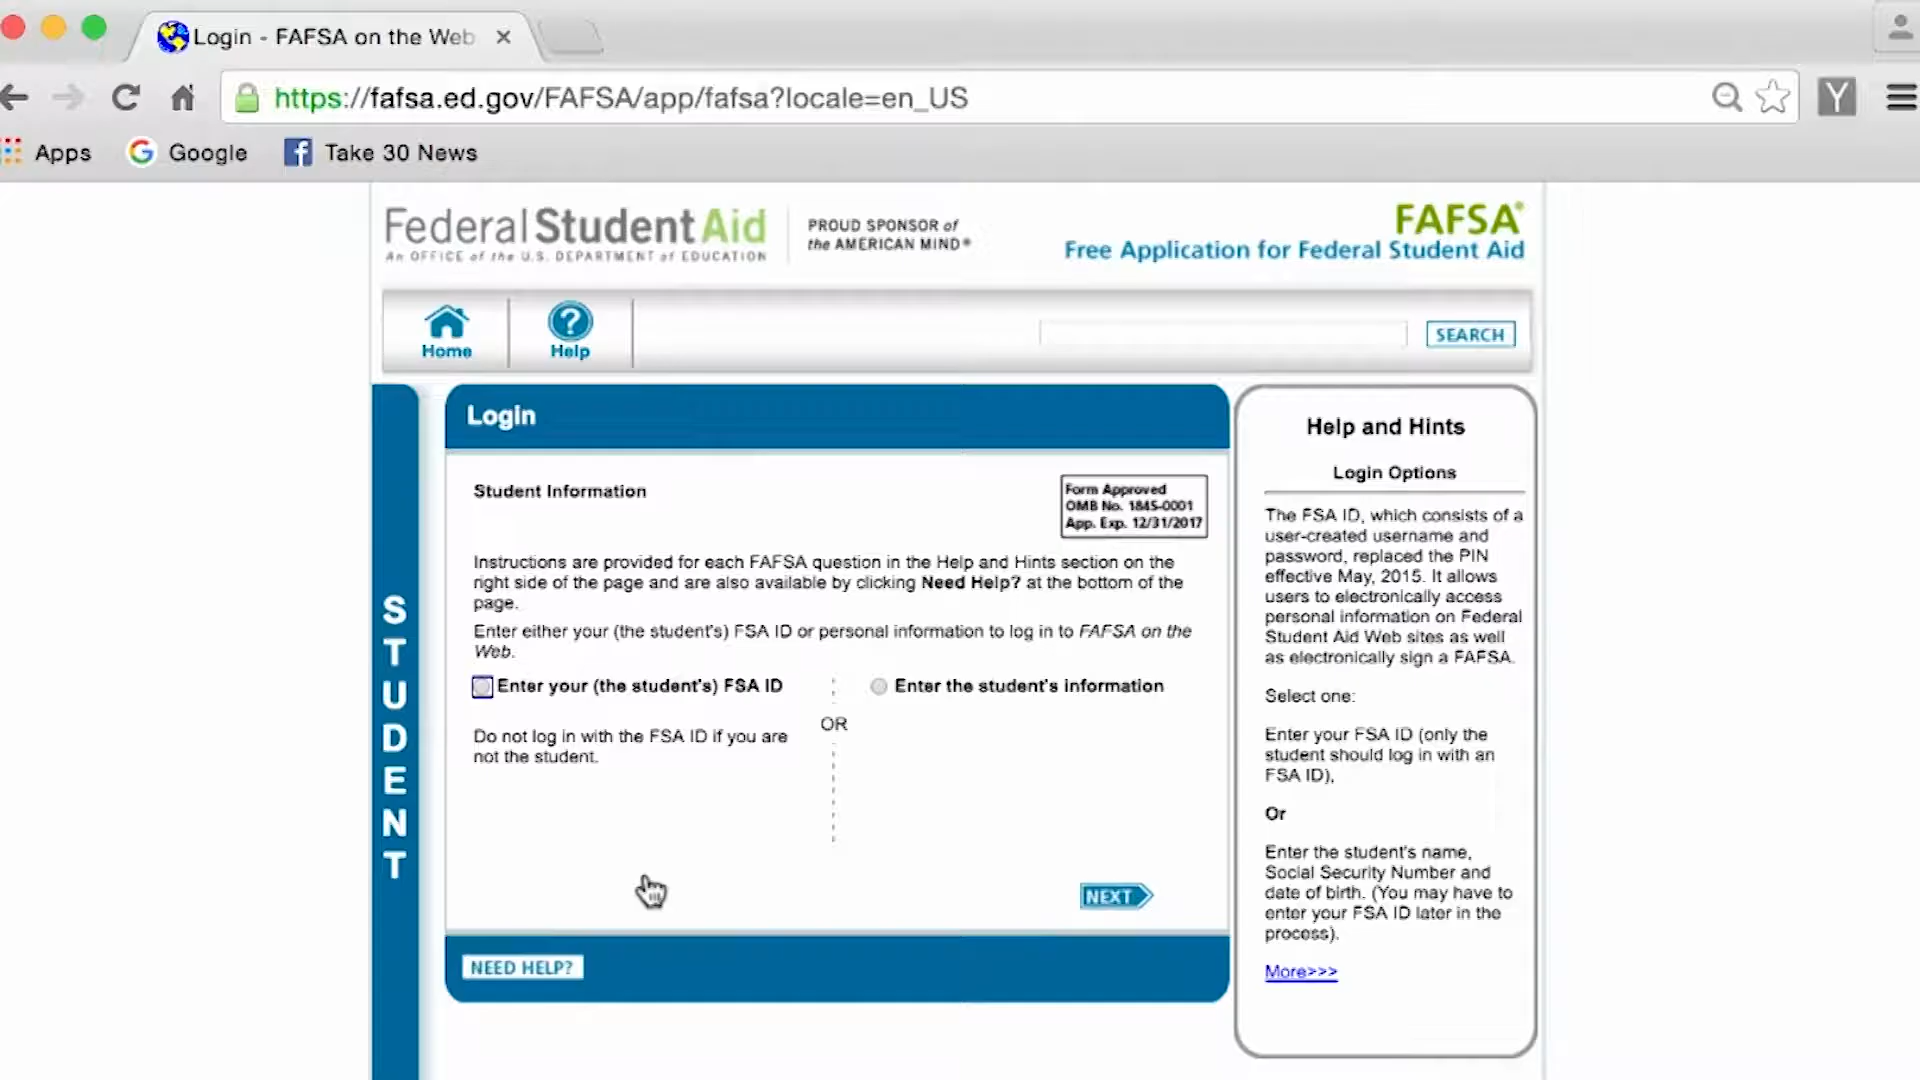 Login - FAFSA on the Web
https://fafsa.ed.gov/FAFSA/app/fafsa?locale=en_US
Y
Apps
Google
Take 30 News
Federal Student Aid
An OFFICE of the U.S. DEPARTMENT of EDUCATION
PROUD SPONSOR of
the AMERICAN MIND®
FAFSA®
Free Application for Federal Student Aid
Home
Help
SEARCH
STUDENT
Login
Student Information
Form Approved
OMB No. 1845-0001
App. Exp. 12/31/2017
Instructions are provided for each FAFSA question in the Help and Hints section on the
right side of the page and are also available by clicking Need Help? at the bottom of the
page.
Enter either your (the student's) FSA ID or personal information to log in to FAFSA on the
Web.
Enter your (the student's) FSA ID
OR
Enter the student's information
Do not log in with the FSA ID if you are
not the student.
NEXT
NEED HELP?
Help and Hints
Login Options
The FSA ID, which consists of a
user-created username and
password, replaced the PIN
effective May, 2015. It allows
users to electronically access
personal information on Federal
Student Aid Web sites as well
as electronically sign a FAFSA.
Select one:
Enter your FSA ID (only the
student should log in with an
FSA ID),
Or
Enter the student's name,
Social Security Number and
date of birth. (You may have to
enter your FSA ID later in the
process).
More>>>